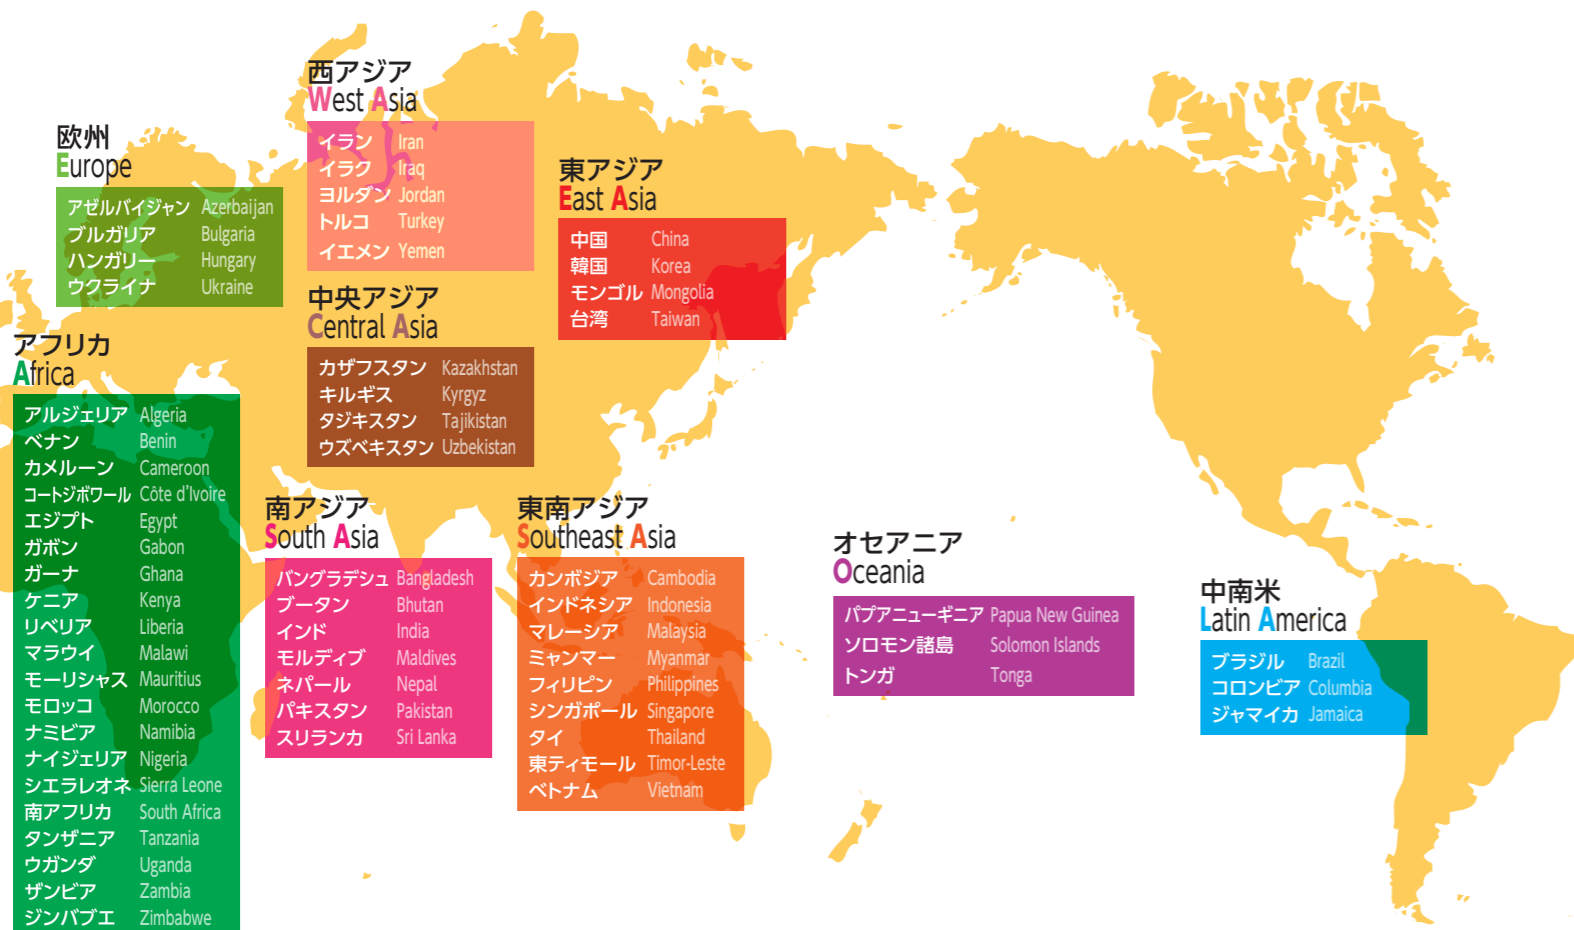 欧州
Europe
アゼルバイジャン Azerbaijan
ブルガリア Bulgaria
ハンガリー Hungary
ウクライナ Ukraine
アフリカ
Africa
アルジェリア Algeria
ベナン Benin
カメルーン Cameroon
コートジボワール Côte d'Ivoire
エジプト Egypt
ガボン Gabon
ガーナ Ghana
ケニア Kenya
リベリア Liberia
マラウイ Malawi
モーリシャス Mauritius
モロッコ Morocco
ナミビア Namibia
ナイジェリア Nigeria
シエラレオネ Sierra Leone
南アフリカ South Africa
タンザニア Tanzania
ウガンダ Uganda
ザンビア Zambia
ジンバブエ Zimbabwe
西アジア
West Asia
イラン Iran
イラク Iraq
ヨルダン Jordan
トルコ Turkey
イエメン Yemen
中央アジア
Central Asia
カザフスタン Kazakhstan
キルギス Kyrgyz
タジキスタン Tajikistan
ウズベキスタン Uzbekistan
南アジア
South Asia
バングラデシュ Bangladesh
ブータン Bhutan
インド India
モルディブ Maldives
ネパール Nepal
パキスタン Pakistan
スリランカ Sri Lanka
東アジア
East Asia
中国 China
韓国 Korea
モンゴル Mongolia
台湾 Taiwan
東南アジア
Southeast Asia
カンボジア Cambodia
インドネシア Indonesia
マレーシア Malaysia
ミャンマー Myanmar
フィリピン Philippines
シンガポール Singapore
タイ Thailand
東ティモール Timor-Leste
ベトナム Vietnam
オセアニア
Oceania
パプアニューギニア Papua New Guinea
ソロモン諸島 Solomon Islands
トンガ Tonga
中南米
Latin America
ブラジル Brazil
コロンビア Columbia
ジャマイカ Jamaica